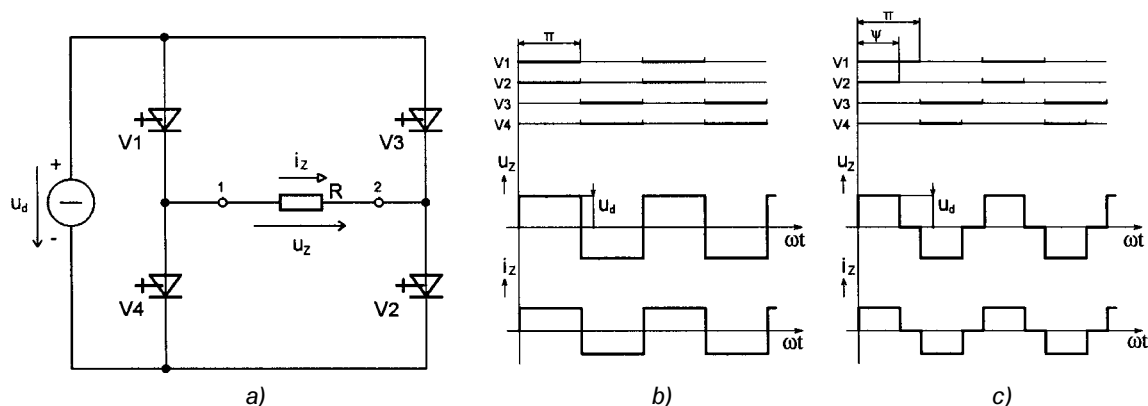 +
u_d
-
V1
V3
V4
V2
1
i_z
R
2
u_z
a)
π
V1
V2
V3
V4
u_z
u_d
ωt
i_z
ωt
b)
π
ψ
V1
V2
V3
V4
u_z
u_d
ωt
i_z
ωt
c)